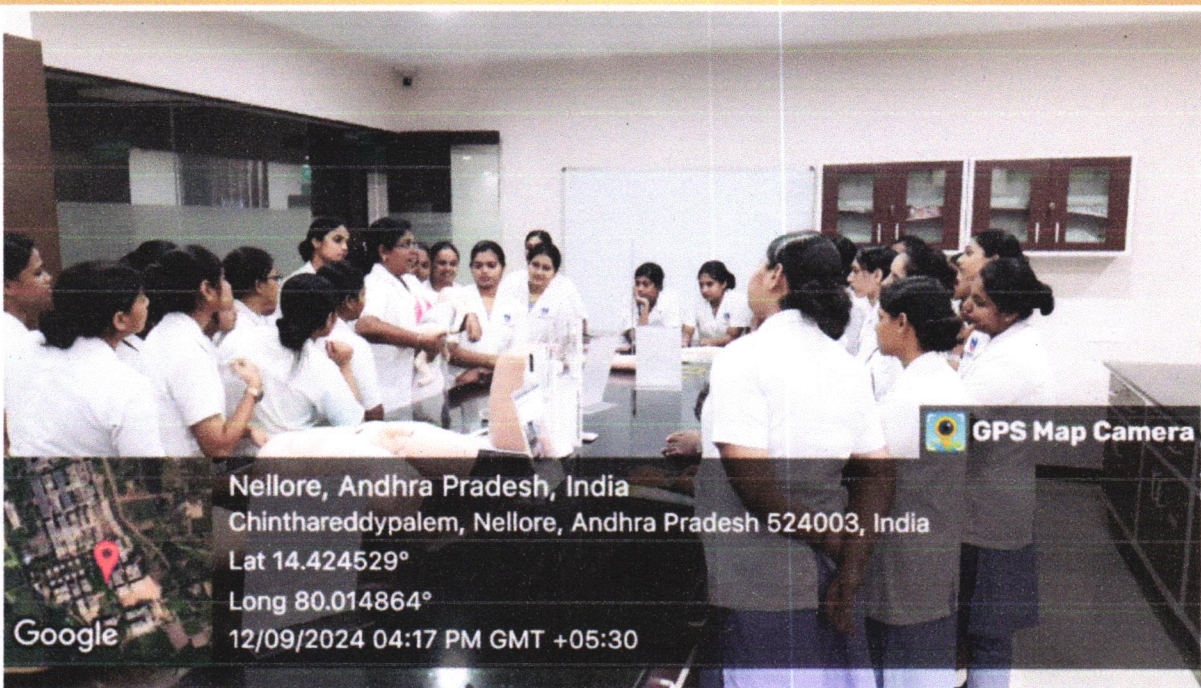 GPS Map Camera
Nellore, Andhra Pradesh, India
Chinthareddypalem, Nellore, Andhra Pradesh 524003, India
Lat 14.424529°
Long 80.014864°
12/09/2024 04:17 PM GMT +05:30
Google